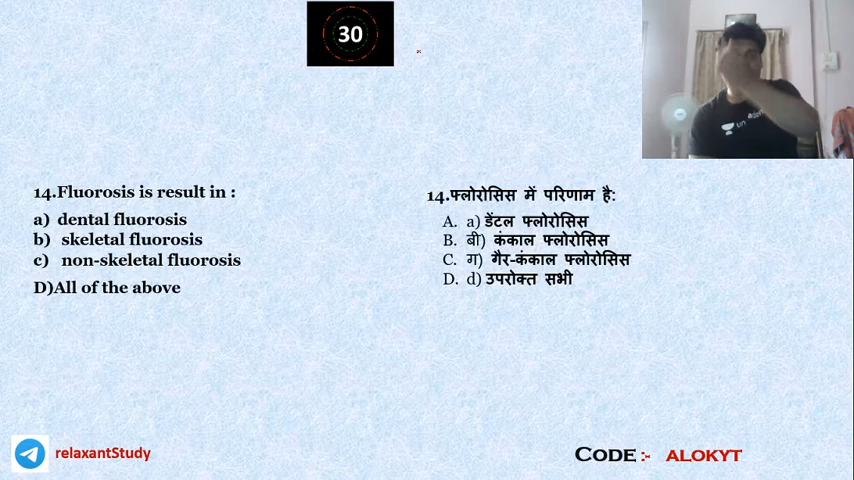 30
14.Fluorosis is result in :
a) dental fluorosis
b) skeletal fluorosis
c) non-skeletal fluorosis
D)All of the above
14.फ्लोरोसिस में परिणाम है:
A. a) डेंटल फ्लोरोसिस
B. बी) कंकाल फ्लोरोसिस
C. ग) गैर-कंकाल फ्लोरोसिस
D. d) उपरोक्त सभी
relaxantStudy
CODE :- ALOKYT